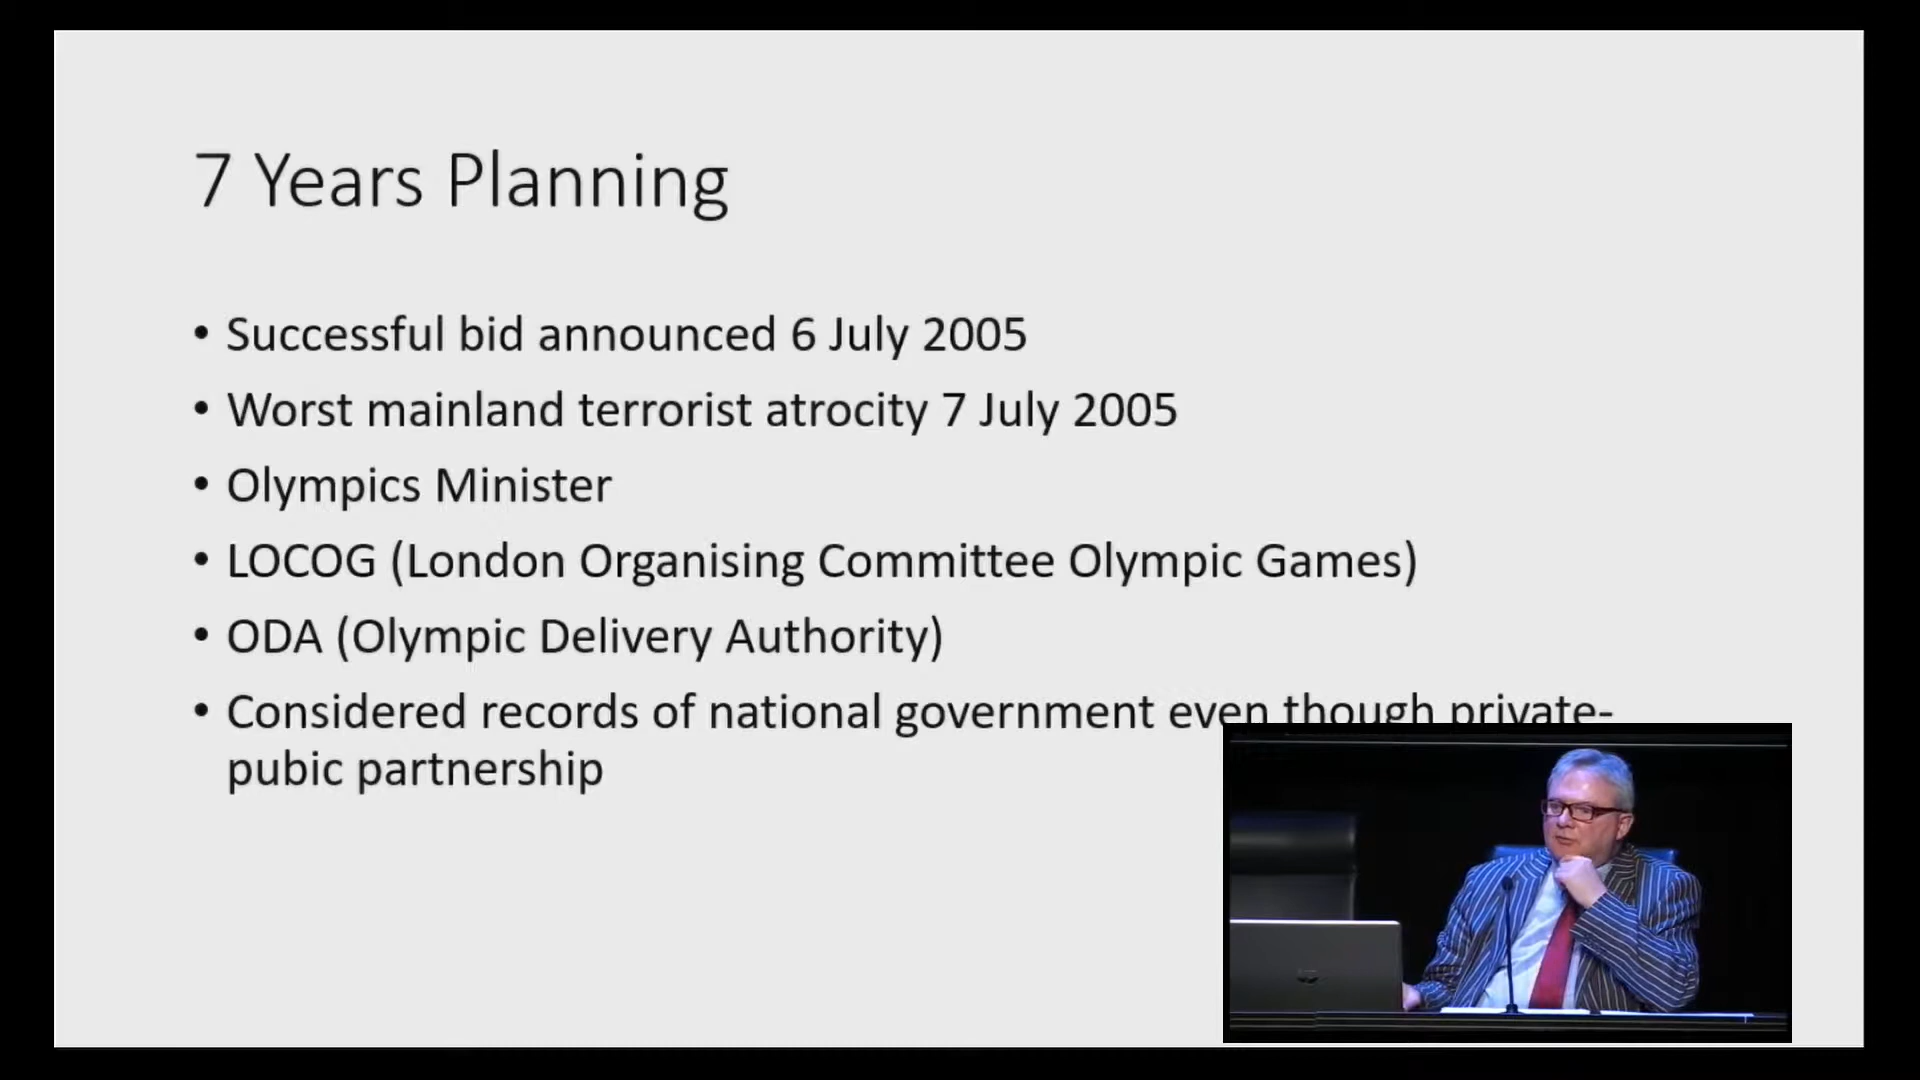 7 Years Planning
• Successful bid announced 6 July 2005
• Worst mainland terrorist atrocity 7 July 2005
• Olympics Minister
• LOCOG (London Organising Committee Olympic Games)
• ODA (Olympic Delivery Authority)
• Considered records of national government even though private-
pubic partnership